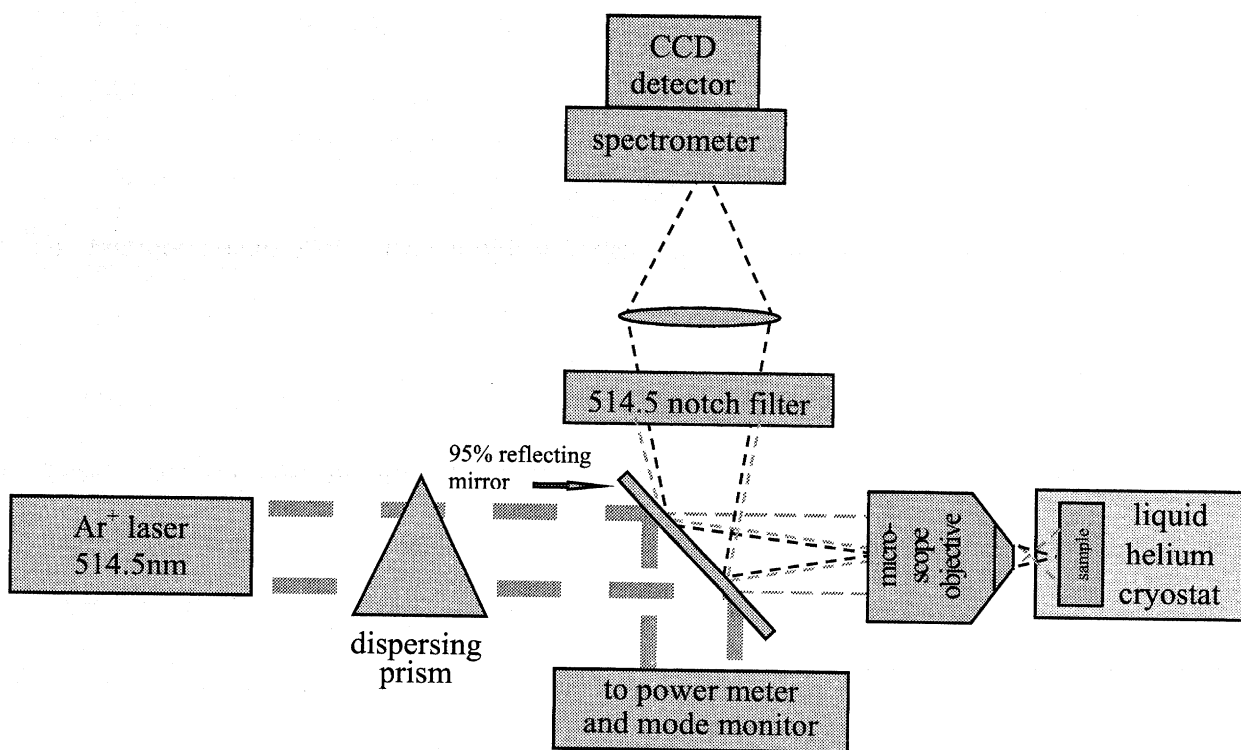 CCD
detector
spectrometer
514.5 notch filter
95% reflecting
mirror
Ar⁺ laser
514.5nm
dispersing
prism
micro-
scope
objective
sample
liquid
helium
cryostat
to power meter
and mode monitor